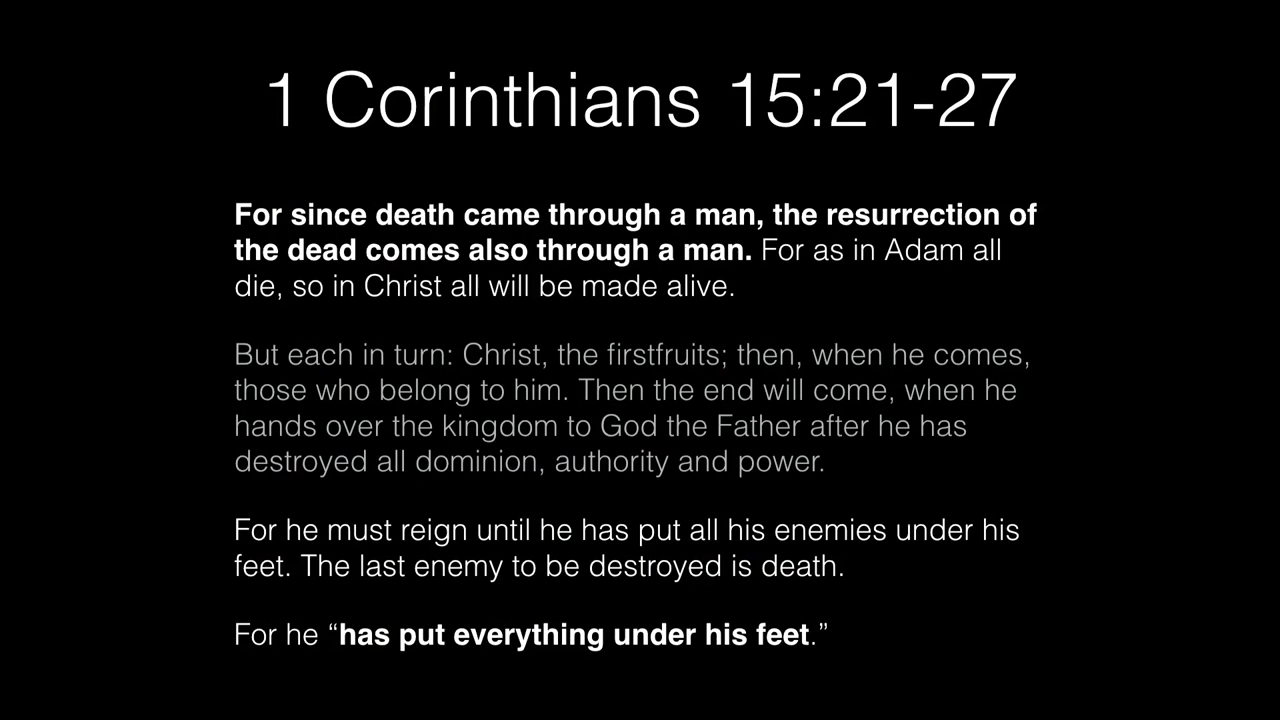 1 Corinthians 15:21-27
For since death came through a man, the resurrection of
the dead comes also through a man. For as in Adam all
die, so in Christ all will be made alive.
But each in turn: Christ, the firstfruits; then, when he comes,
those who belong to him. Then the end will come, when he
hands over the kingdom to God the Father after he has
destroyed all dominion, authority and power.
For he must reign until he has put all his enemies under his
feet. The last enemy to be destroyed is death.
For he “has put everything under his feet.”